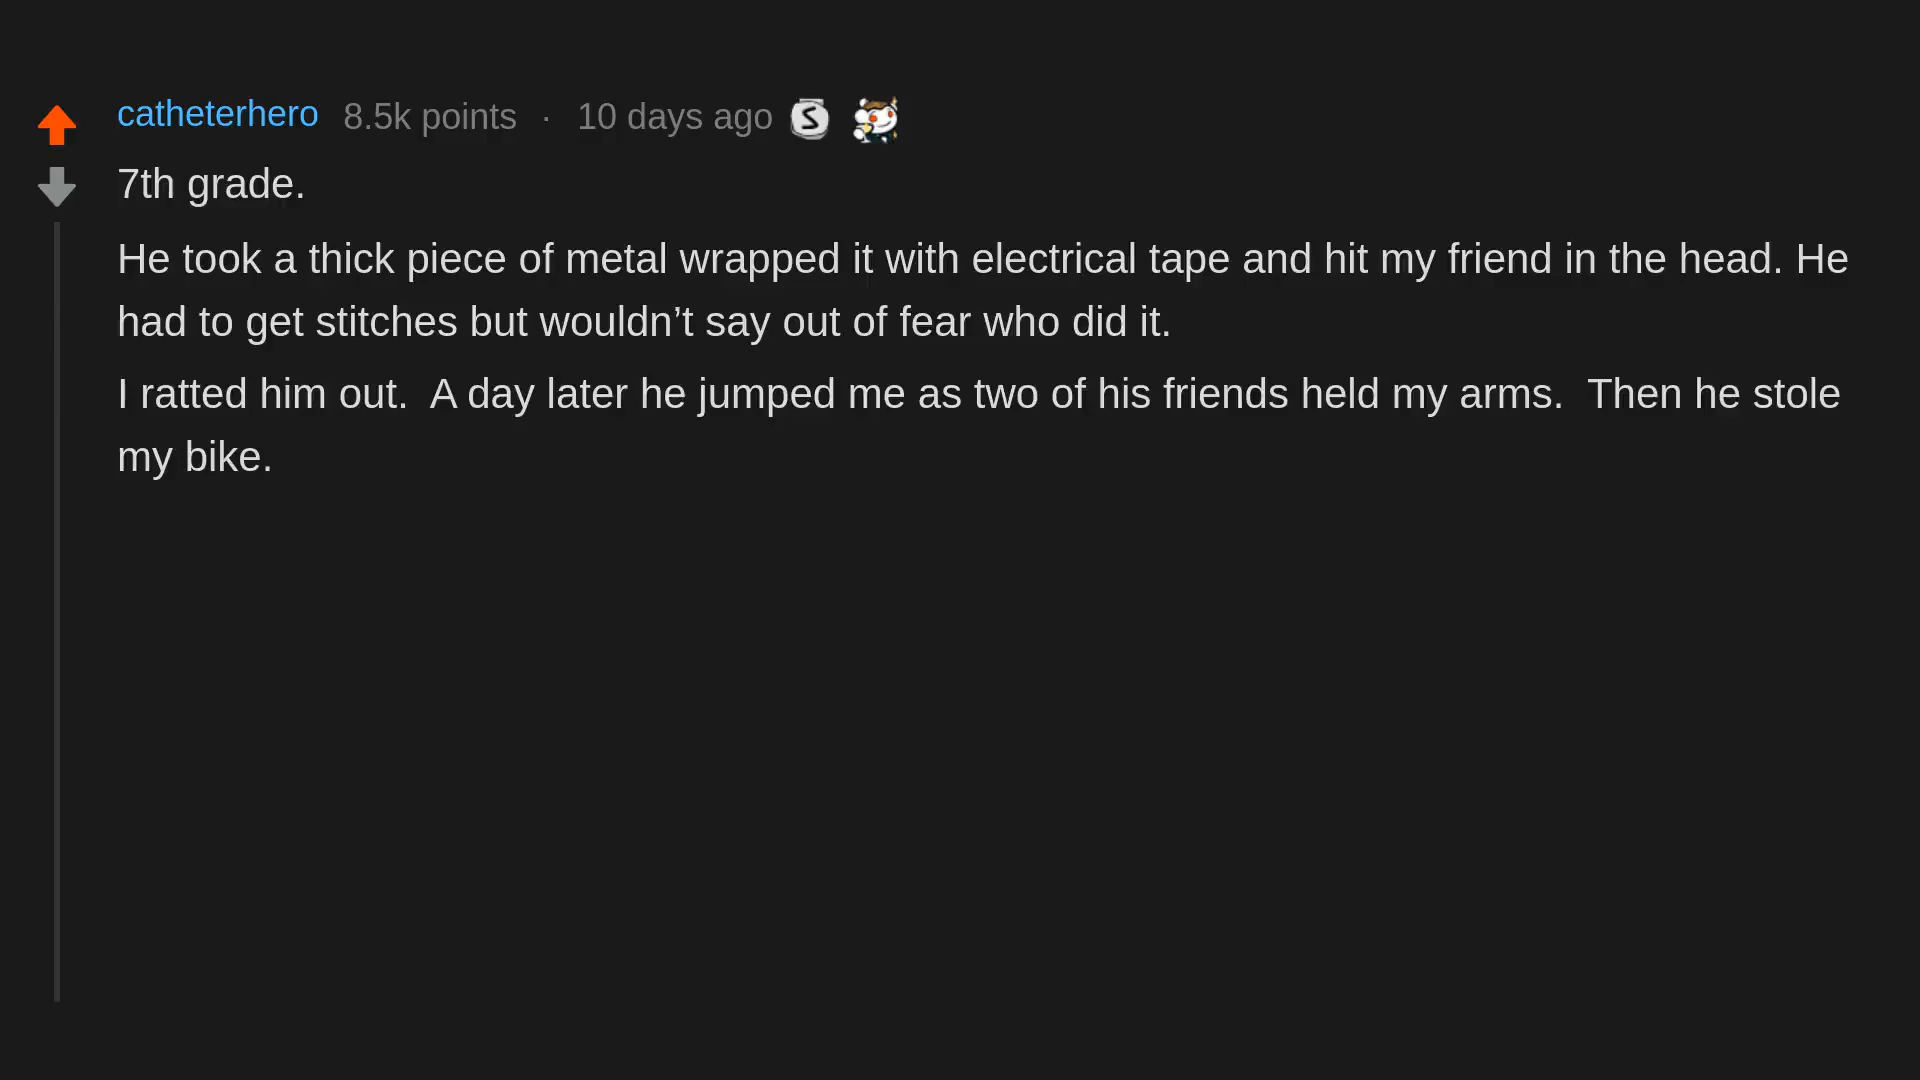 catheterhero 8.5k points · 10 days ago S
7th grade.
He took a thick piece of metal wrapped it with electrical tape and hit my friend in the head. He
had to get stitches but wouldn’t say out of fear who did it.
I ratted him out.  A day later he jumped me as two of his friends held my arms.  Then he stole
my bike.